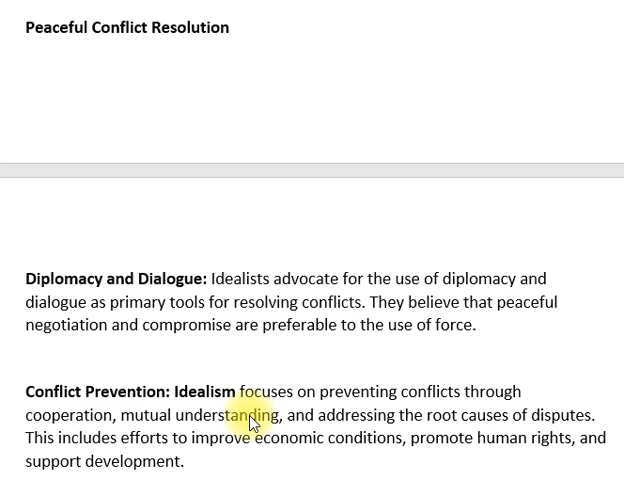 Peaceful Conflict Resolution
Diplomacy and Dialogue: Idealists advocate for the use of diplomacy and
dialogue as primary tools for resolving conflicts. They believe that peaceful
negotiation and compromise are preferable to the use of force.
Conflict Prevention: Idealism focuses on preventing conflicts through
cooperation, mutual understanding, and addressing the root causes of disputes.
This includes efforts to improve economic conditions, promote human rights, and
support development.